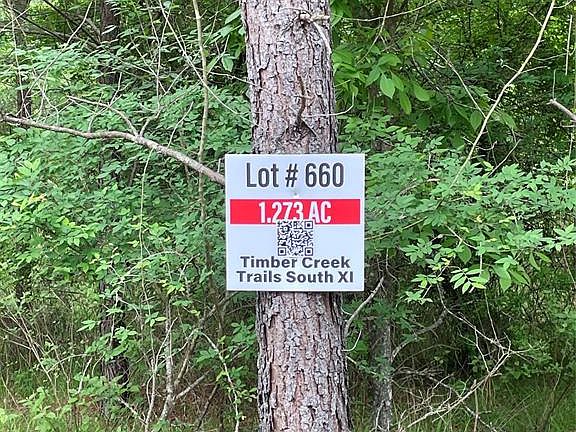 Lot # 660
1.273 AC
Timber Creek
Trails South XI